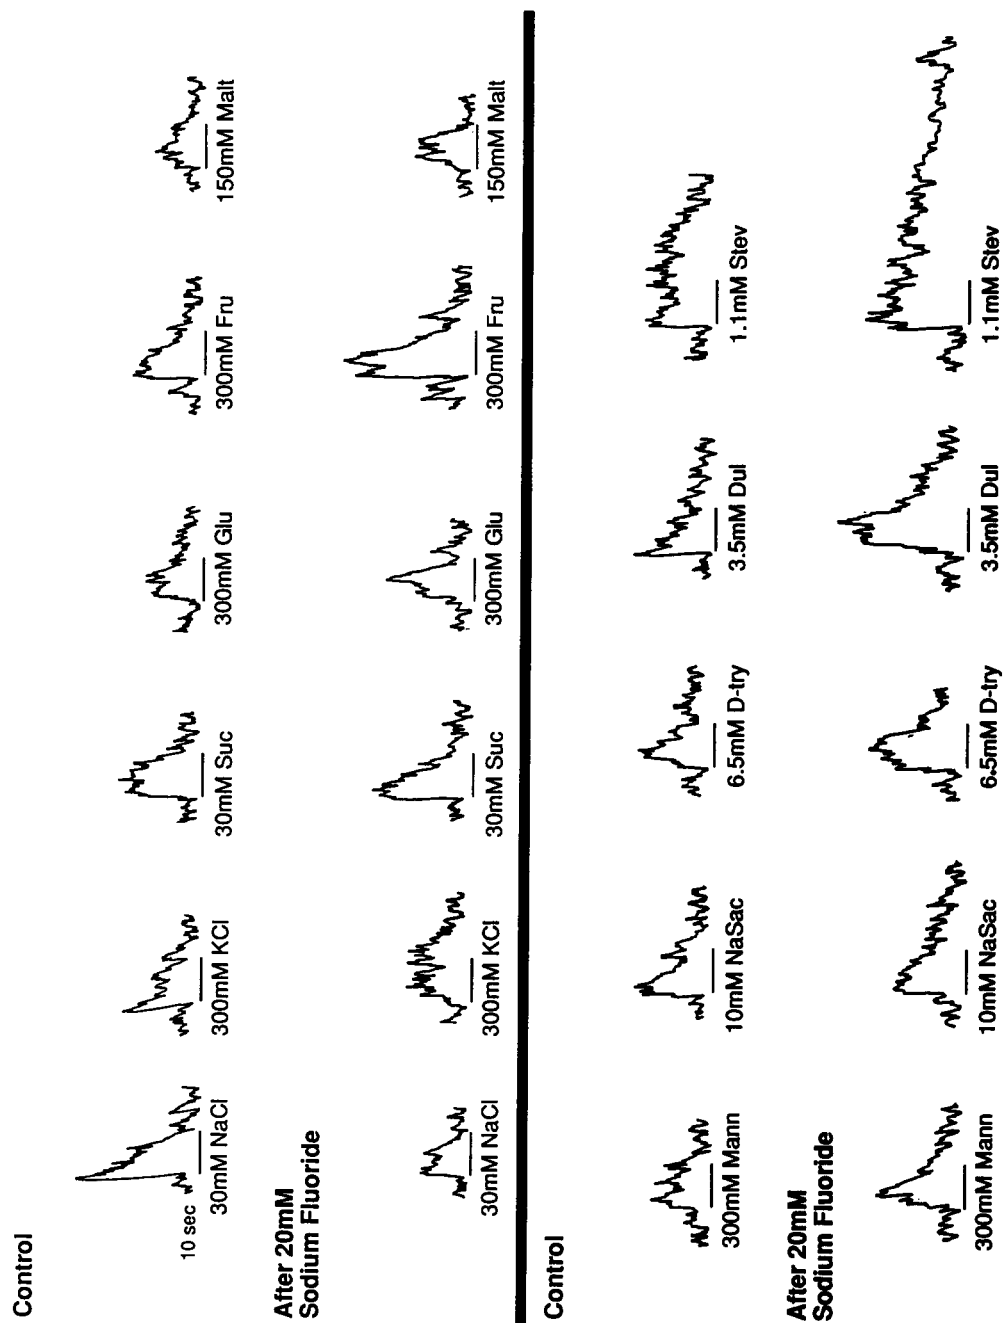 Control
10 sec
30mM NaCl
300mM KCl
30mM Suc
300mM Glu
300mM Fru
150mM Malt
After 20mM
Sodium Fluoride
30mM NaCl
300mM KCl
30mM Suc
300mM Glu
300mM Fru
150mM Malt
Control
300mM Mann
10mM NaSac
6.5mM D-try
3.5mM Dul
1.1mM Stev
After 20mM
Sodium Fluoride
300mM Mann
10mM NaSac
6.5mM D-try
3.5mM Dul
1.1mM Stev